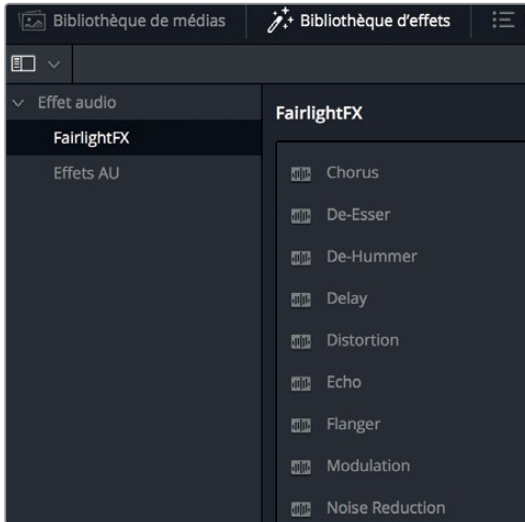 Bibliothèque de médias
Bibliothèque d’effets
Effet audio
FairlightFX
Effets AU
FairlightFX
Chorus
De-Esser
De-Hummer
Delay
Distortion
Echo
Flanger
Modulation
Noise Reduction